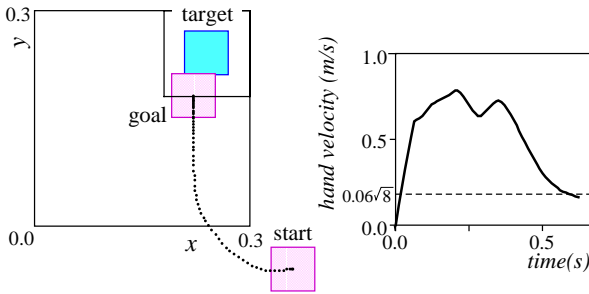 0.3
target
y
goal
0.0
x
0.3
start
hand velocity (m/s)
1.0
0.5
0.06√8
0.0
0.0
0.5
time(s)